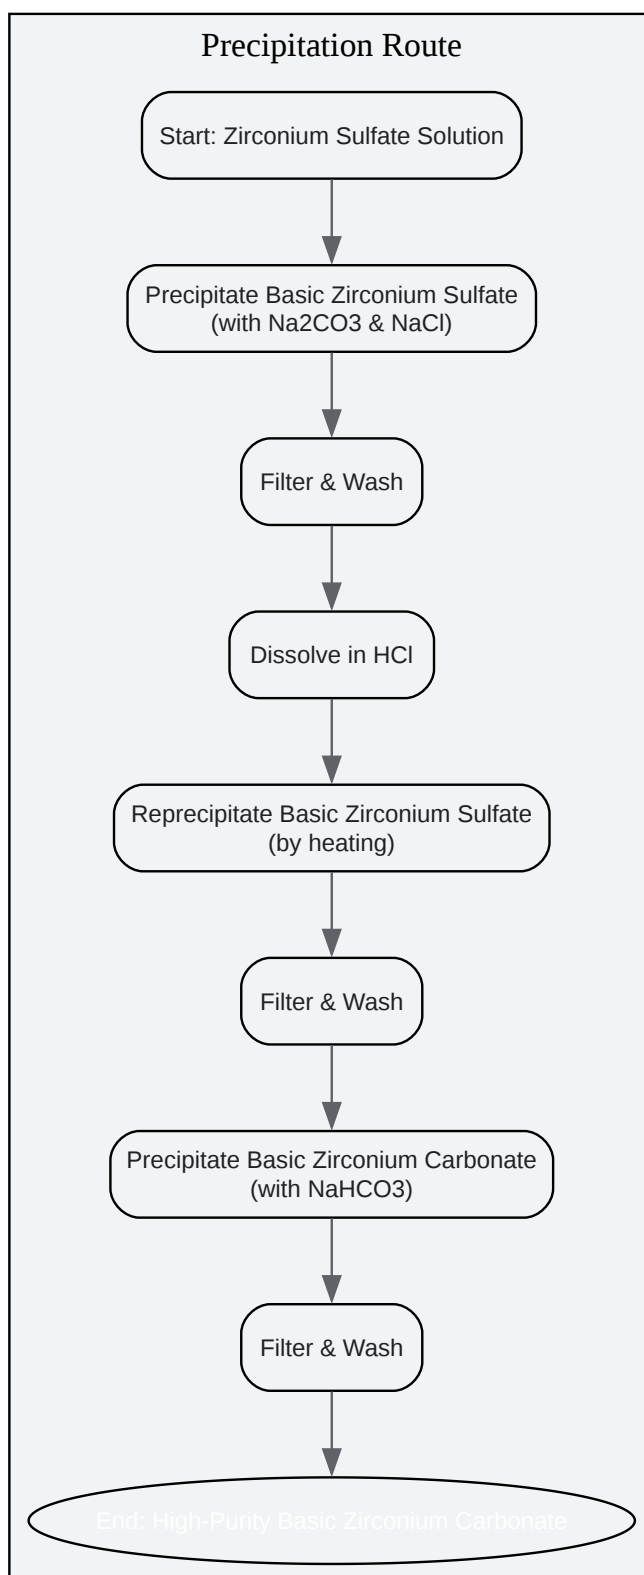 Precipitation Route
Start: Zirconium Sulfate Solution
Precipitate Basic Zirconium Sulfate
(with Na2CO3 & NaCl)
Filter & Wash
Dissolve in HCl
Reprecipitate Basic Zirconium Sulfate
(by heating)
Filter & Wash
Precipitate Basic Zirconium Carbonate
(with NaHCO3)
Filter & Wash
End: High-Purity Basic Zirconium Carbonate